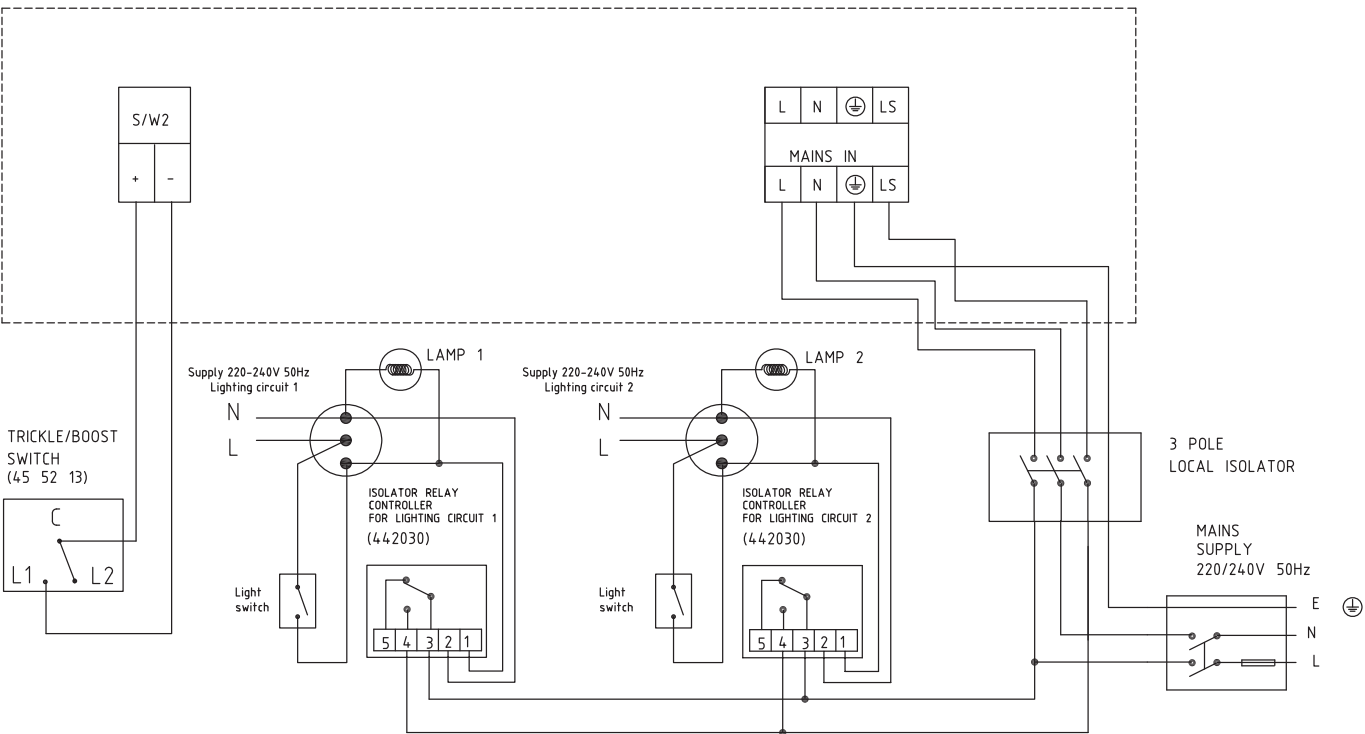 S/W2
+ -
L N LS
MAINS IN
L N LS
LAMP 1
Supply 220-240V 50Hz
Lighting circuit 1
N
L
LAMP 2
Supply 220-240V 50Hz
Lighting circuit 2
N
L
TRICKLE/BOOST
SWITCH
(45 52 13)
C
L1 L2
ISOLATOR RELAY
CONTROLLER
FOR LIGHTING CIRCUIT 1
(442030)
Light
switch
5 4 3 2 1
ISOLATOR RELAY
CONTROLLER
FOR LIGHTING CIRCUIT 2
(442030)
Light
switch
5 4 3 2 1
3 POLE
LOCAL ISOLATOR
MAINS
SUPPLY
220/240V 50Hz
E
N
L